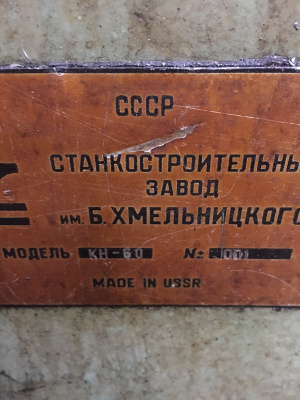 СССР
СТАНКОСТРОИТЕЛЬНЫ
ЗАВОД
им. Б. ХМЕЛЬНИЦКОГО
МОДЕЛЬ КН-60 №
MADE IN USSR